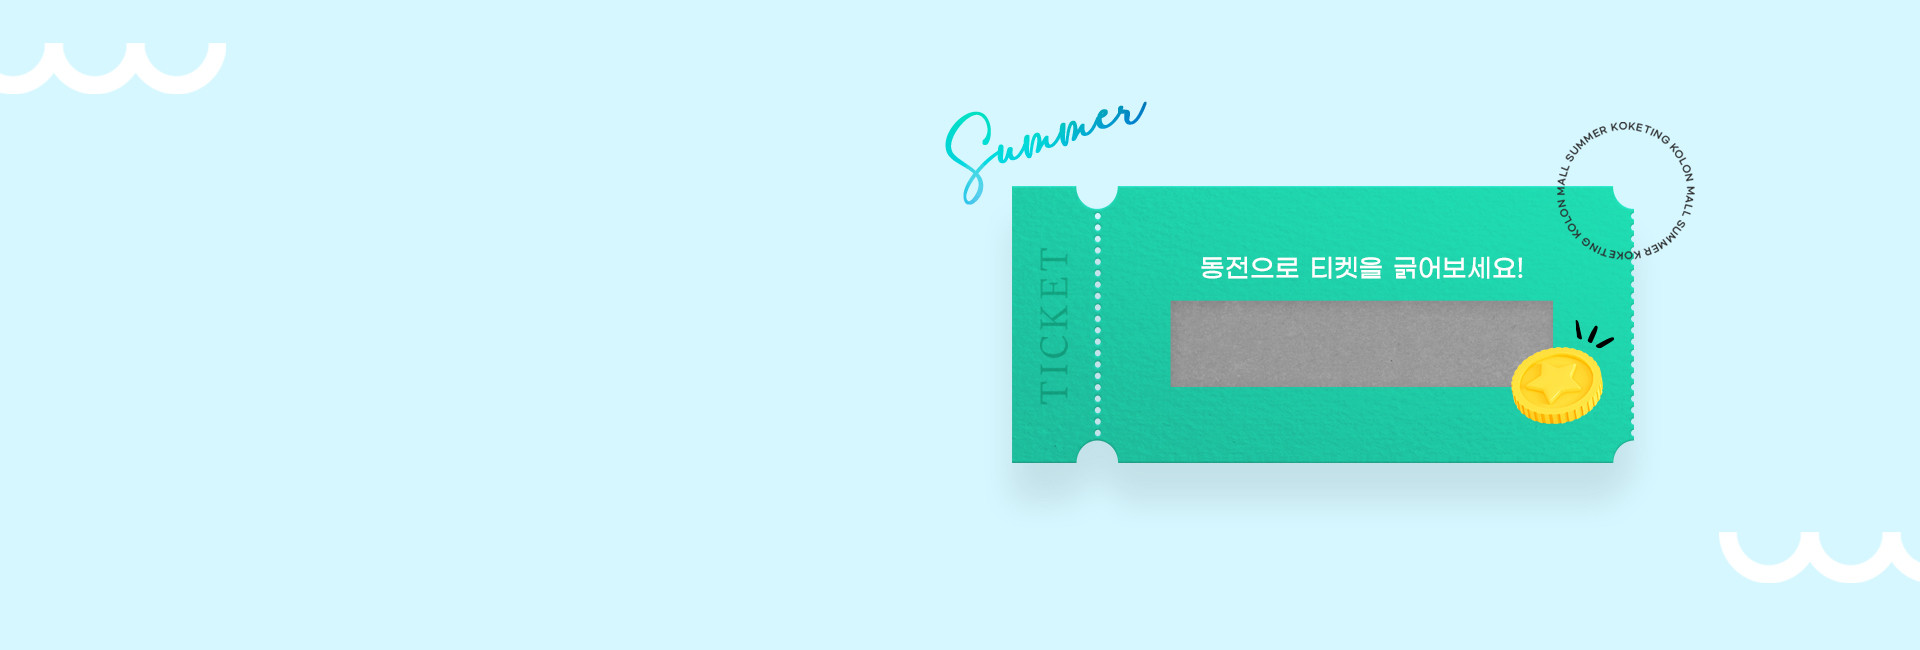 Summer
SUMMER KOKETING KOLON MALL SUMMER KOKETING KOLON MALL
TICKET
동전으로 티켓을 긁어보세요!